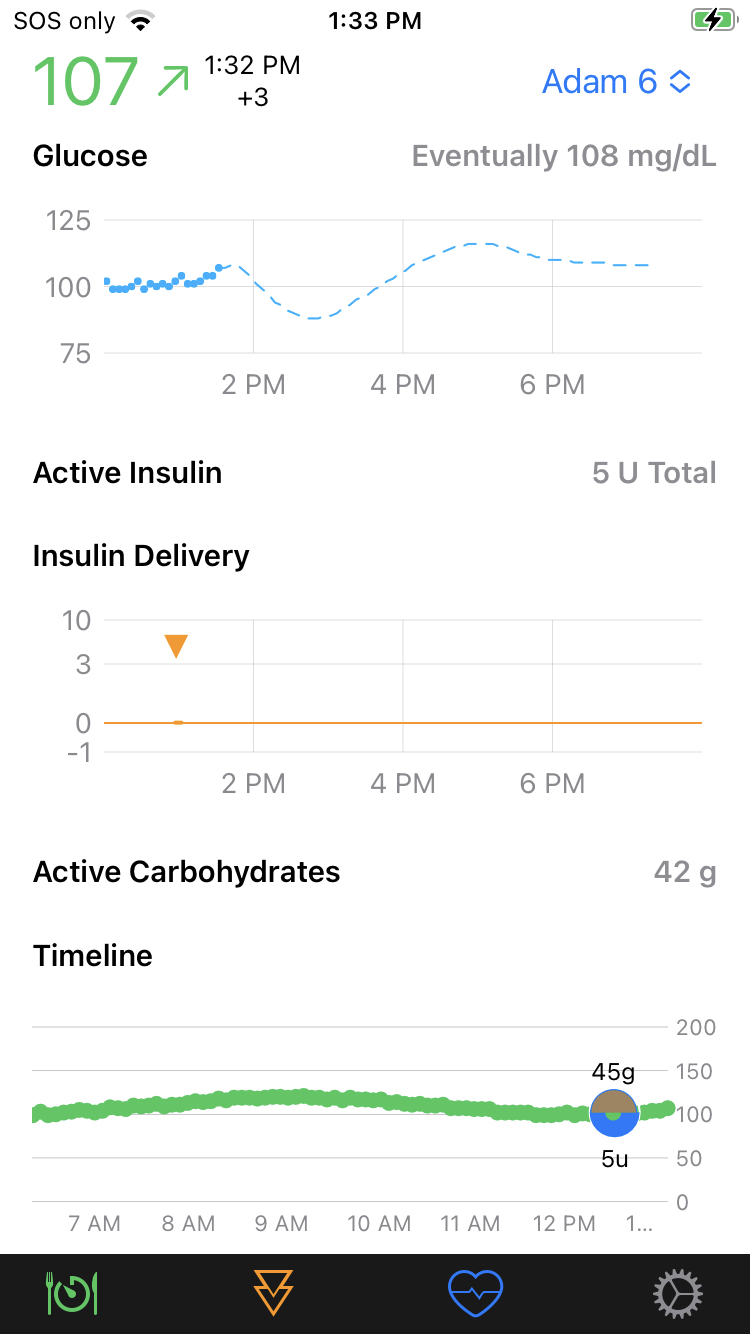 SOS only 1:33 PM
107 1:32 PM
+3
Adam 6
Glucose Eventually 108 mg/dL
125
100
75
2 PM 4 PM 6 PM
Active Insulin 5 U Total
Insulin Delivery
10
3
0
-1
2 PM 4 PM 6 PM
Active Carbohydrates 42 g
Timeline
200
45g 150
100
5u 50
0
7 AM 8 AM 9 AM 10 AM 11 AM 12 PM 1...